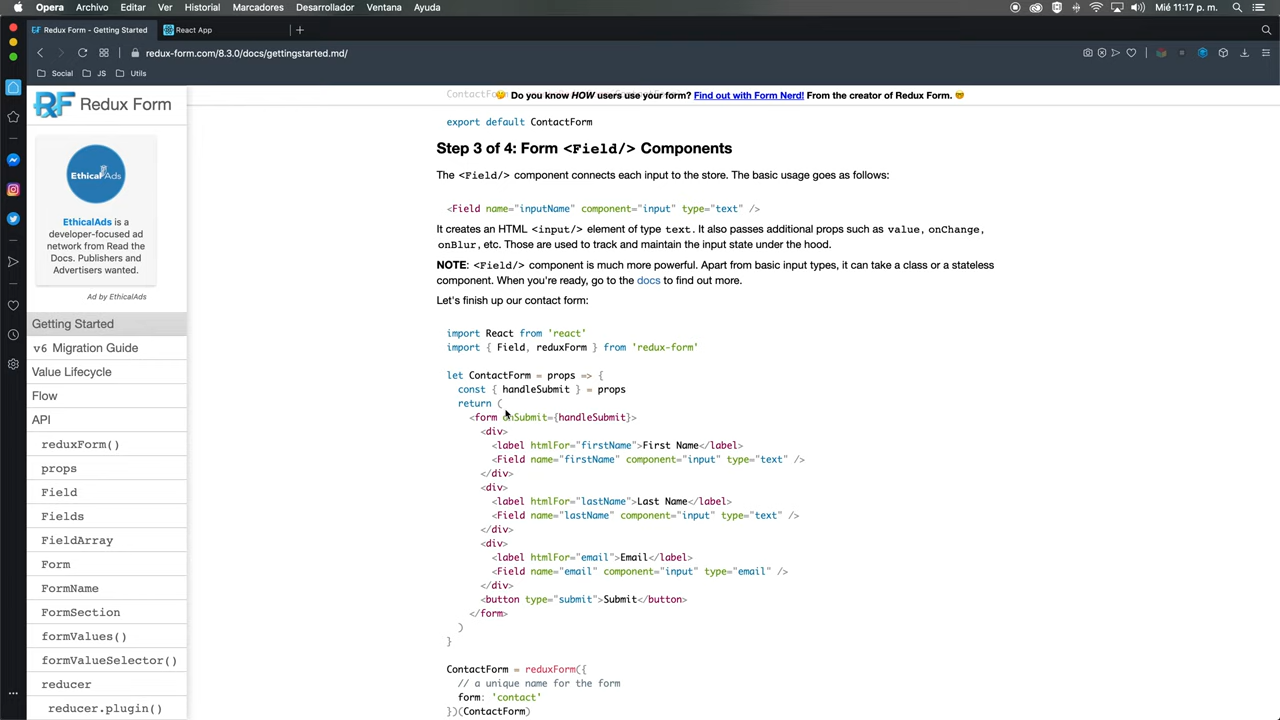 Opera Archivo Editar Ver Historial Marcadores Desarrollador Ventana Ayuda Mié 11:17 p. m.
Redux Form - Getting Started React App
redux-form.com/8.3.0/docs/gettingstarted.md/
Social JS Utils
RF Redux Form
EthicalAds
EthicalAds is a
developer-focused ad
network from Read the
Docs. Publishers and
Advertisers wanted.
Ad by EthicalAds
Getting Started
v6 Migration Guide
Value Lifecycle
Flow
API
reduxForm()
props
Field
Fields
FieldArray
Form
FormName
FormSection
formValues()
formValueSelector()
reducer
reducer.plugin()
Do you know HOW users use your form? Find out with Form Nerd! From the creator of Redux Form.
export default ContactForm
Step 3 of 4: Form <Field/> Components
The <Field/> component connects each input to the store. The basic usage goes as follows:
<Field name="inputName" component="input" type="text" />
It creates an HTML <input/> element of type text. It also passes additional props such as value, onChange,
onBlur, etc. Those are used to track and maintain the input state under the hood.
NOTE: <Field/> component is much more powerful. Apart from basic input types, it can take a class or a stateless
component. When you're ready, go to the docs to find out more.
Let's finish up our contact form:
import React from 'react'
import { Field, reduxForm } from 'redux-form'
let ContactForm = props => {
const { handleSubmit } = props
return (
<form onSubmit={handleSubmit}>
<div>
<label htmlFor="firstName">First Name</label>
<Field name="firstName" component="input" type="text" />
</div>
<div>
<label htmlFor="lastName">Last Name</label>
<Field name="lastName" component="input" type="text" />
</div>
<div>
<label htmlFor="email">Email</label>
<Field name="email" component="input" type="email" />
</div>
<button type="submit">Submit</button>
</form>
)
}
ContactForm = reduxForm({
// a unique name for the form
form: 'contact'
})(ContactForm)